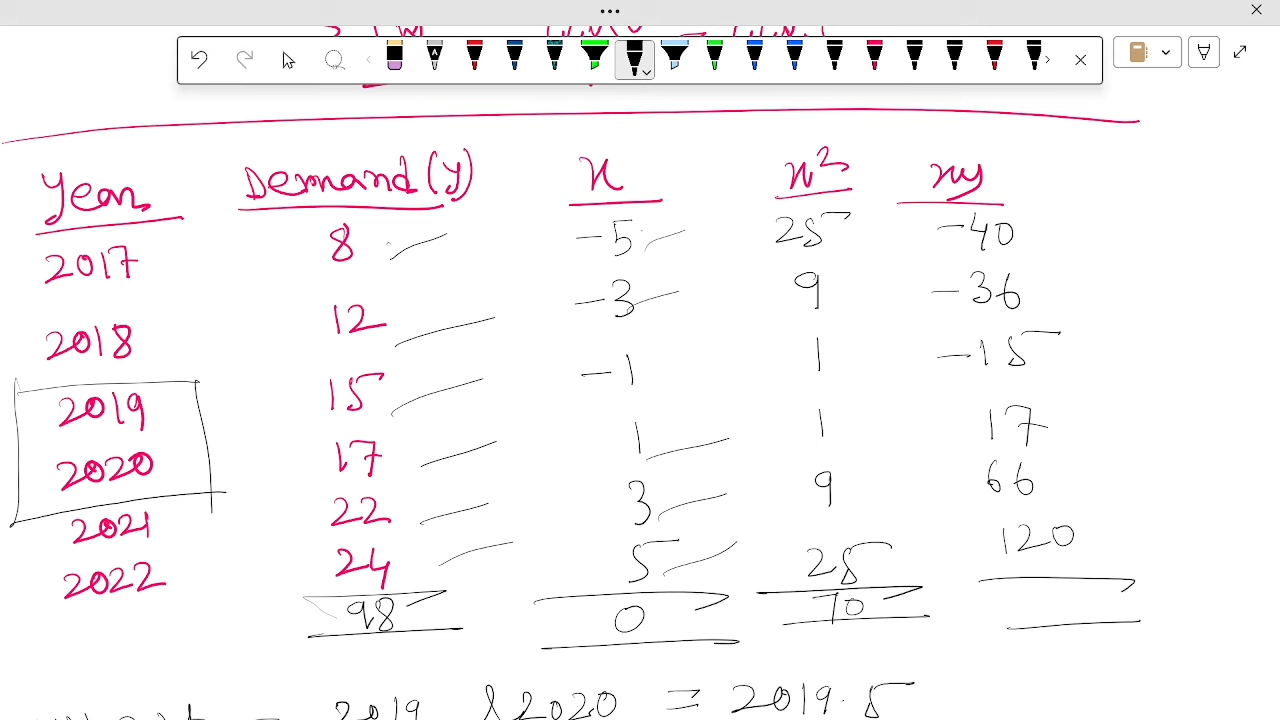 Year Demand (y) x x² xy
2017 8 -5 25 -40
2018 12 -3 9 -36
2019 15 -1 1 -15
2020 17 1 1 17
2021 22 3 9 66
2022 24 5 25 120
98 0 70
= 2019 & 2020 = 2019.5